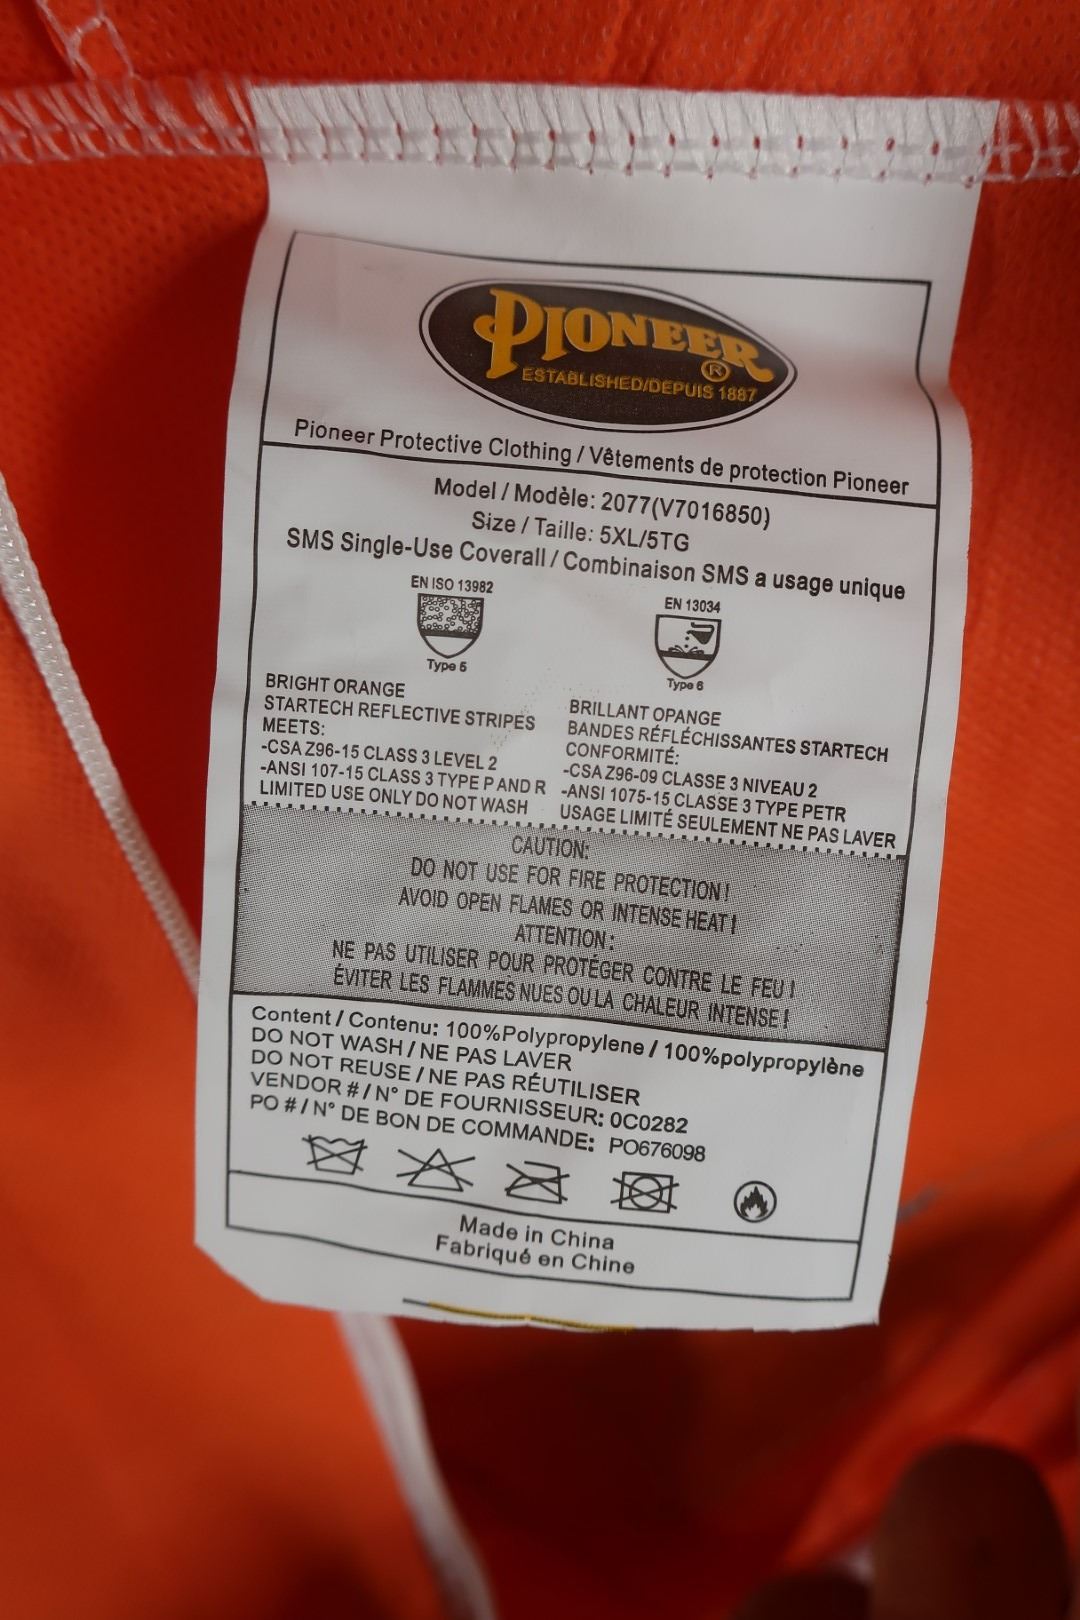 PIONEER®
ESTABLISHED/DEPUIS 1887
Pioneer Protective Clothing / Vêtements de protection Pioneer
Model / Modèle: 2077(V7016850)
Size / Taille: 5XL/5TG
SMS Single-Use Coverall / Combinaison SMS a usage unique
EN ISO 13982
Type 5
EN 13034
Type 6
BRIGHT ORANGE
STARTECH REFLECTIVE STRIPES
MEETS:
-CSA Z96-15 CLASS 3 LEVEL 2
-ANSI 107-15 CLASS 3 TYPE P AND R
LIMITED USE ONLY DO NOT WASH
BRILLANT OPANGE
BANDES RÉFLÉCHISSANTES STARTECH
CONFORMITÉ:
-CSA Z96-09 CLASSE 3 NIVEAU 2
-ANSI 1075-15 CLASSE 3 TYPE PETR
USAGE LIMITÉ SEULEMENT NE PAS LAVER
CAUTION:
DO NOT USE FOR FIRE PROTECTION!
AVOID OPEN FLAMES OR INTENSE HEAT!
ATTENTION:
NE PAS UTILISER POUR PROTÉGER CONTRE LE FEU!
ÉVITER LES FLAMMES NUES OU LA CHALEUR INTENSE!
Content / Contenu: 100%Polypropylene / 100%polypropylène
DO NOT WASH / NE PAS LAVER
DO NOT REUSE / NE PAS RÉUTILISER
VENDOR # / N° DE FOURNISSEUR: 0C0282
PO # / N° DE BON DE COMMANDE: PO676098
Made in China
Fabriqué en Chine